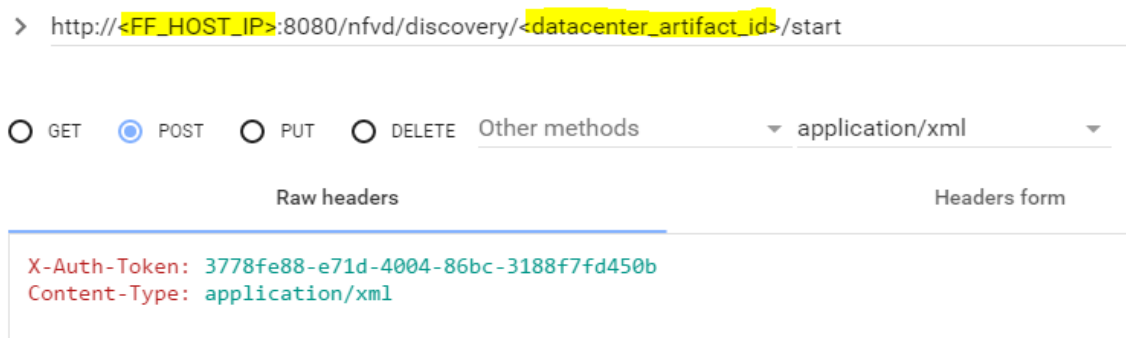 > http://<FF_HOST_IP>:8080/nfvd/discovery/<datacenter_artifact_id>/start
GET POST PUT DELETE Other methods application/xml
Raw headers Headers form
X-Auth-Token: 3778fe88-e71d-4004-86bc-3188f7fd450b
Content-Type: application/xml